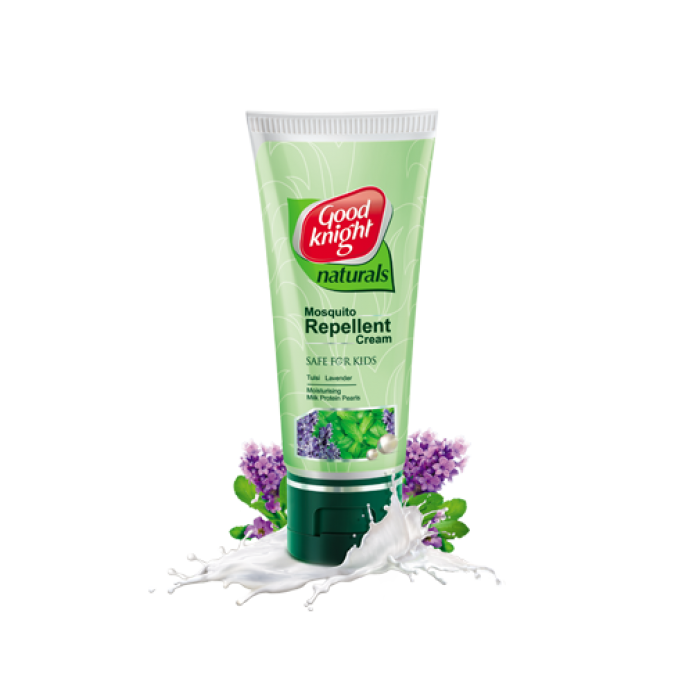 Good
knight
naturals
Mosquito
Repellent
Cream
SAFE FOR KIDS
Tulsi Lavender
Moisturising
Milk Protein Pearls